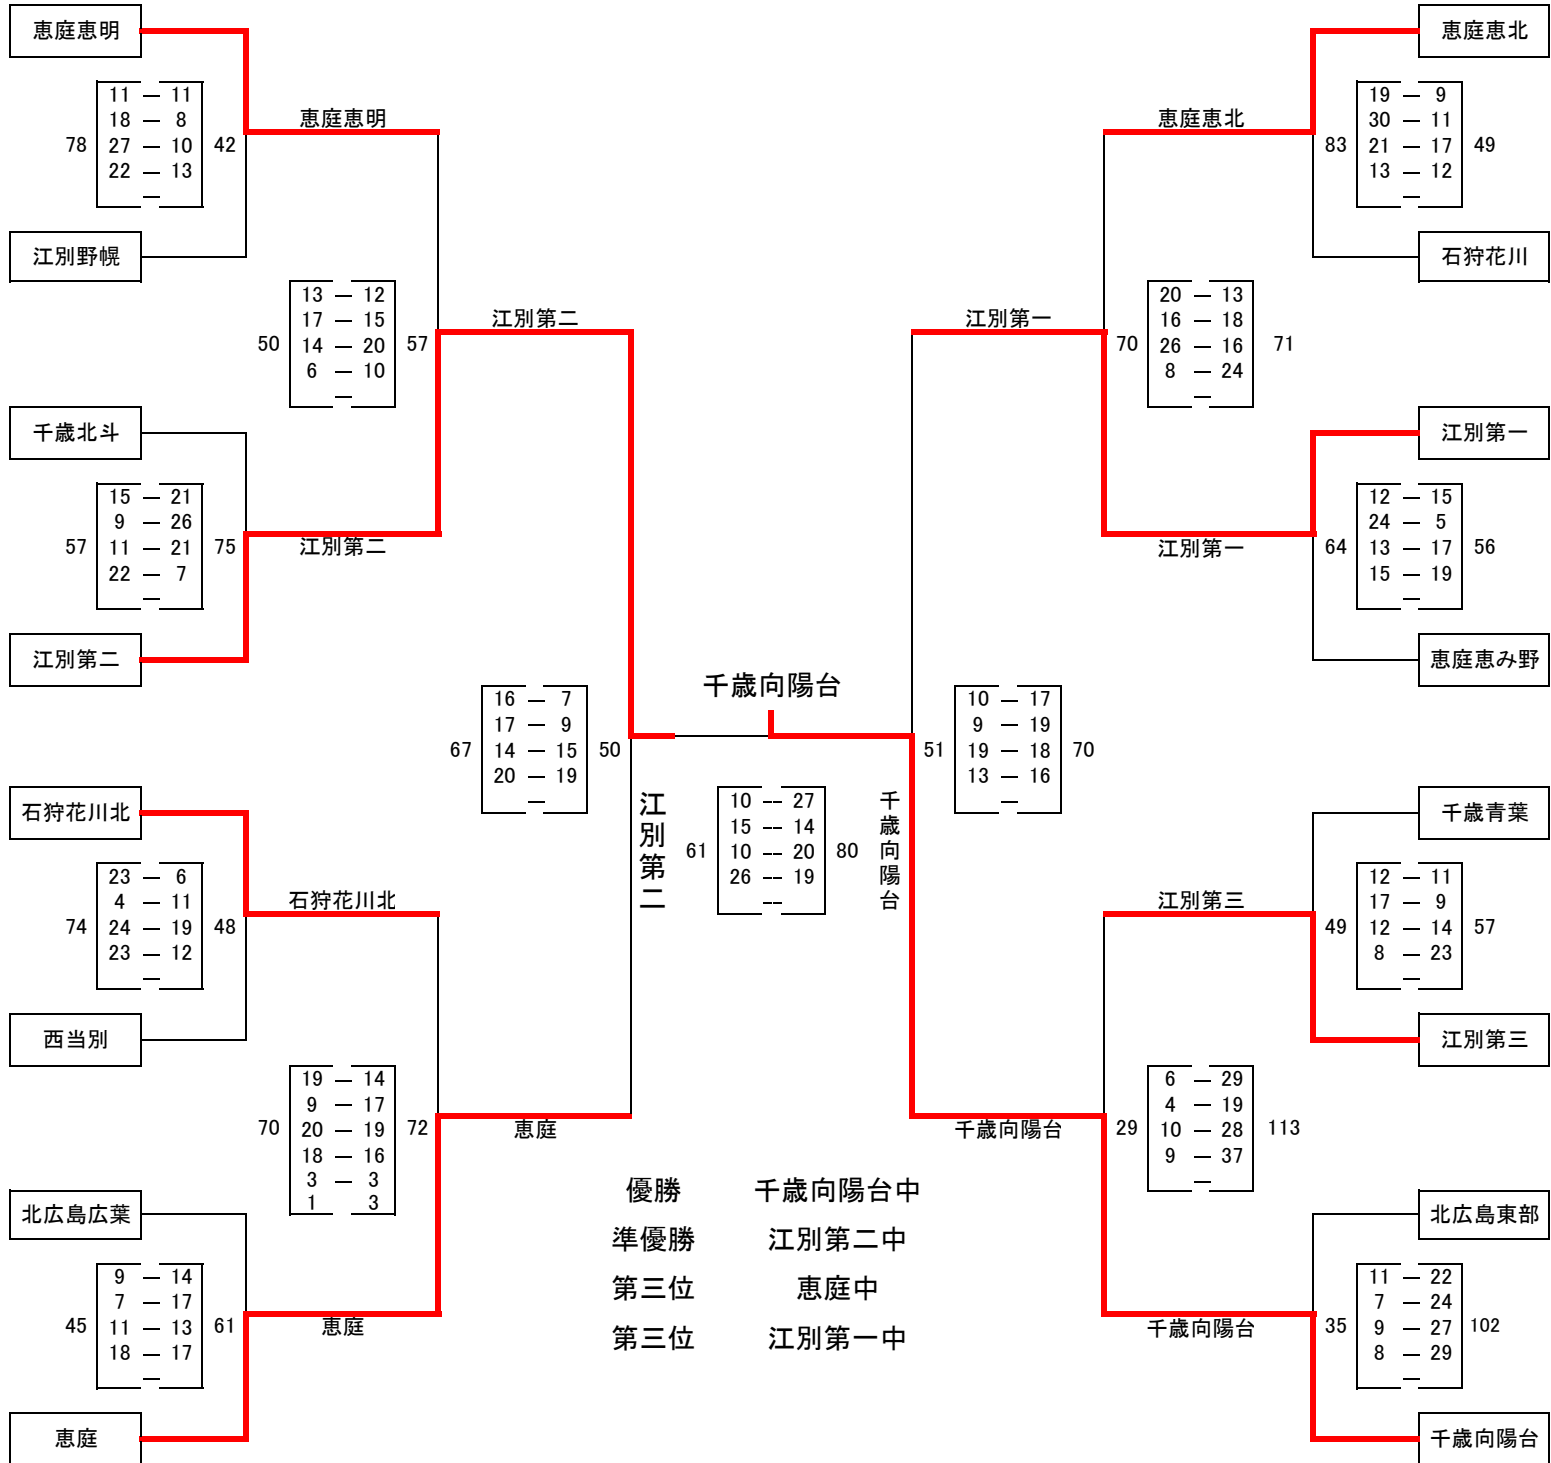 恵庭恵明
恵庭恵北
11 — 11
18 — 8
78 27 — 10 42
22 — 13
—
恵庭恵明
恵庭恵北
19 — 9
30 — 11
83 21 — 17 49
13 — 12
—
江別野幌
石狩花川
13 — 12
17 — 15
50 14 — 20 57
6 — 10
—
江別第二
江別第一
20 — 13
16 — 18
70 26 — 16 71
8 — 24
—
千歳北斗
江別第一
15 — 21
9 — 26
57 11 — 21 75
22 — 7
—
江別第二
江別第一
12 — 15
24 — 5
64 13 — 17 56
15 — 19
—
江別第二
恵庭恵み野
16 — 7
17 — 9
67 14 — 15 50
20 — 19
—
千歳向陽台
10 — 17
9 — 19
51 19 — 18 70
13 — 16
—
江別第二
10 -- 27
15 -- 14
61 10 -- 20 80
26 -- 19
--
千歳向陽台
石狩花川北
千歳青葉
23 — 6
4 — 11
74 24 — 19 48
23 — 12
—
石狩花川北
江別第三
12 — 11
17 — 9
49 12 — 14 57
8 — 23
—
西当別
江別第三
19 — 14
9 — 17
70 20 — 19 72
18 — 16
3 — 3
1 3
恵庭
千歳向陽台
6 — 29
4 — 19
29 10 — 28 113
9 — 37
—
北広島広葉
北広島東部
9 — 14
7 — 17
45 11 — 13 61
18 — 17
—
恵庭
千歳向陽台
11 — 22
7 — 24
35 9 — 27 102
8 — 29
—
恵庭
千歳向陽台
優勝 千歳向陽台中
準優勝 江別第二中
第三位 恵庭中
第三位 江別第一中